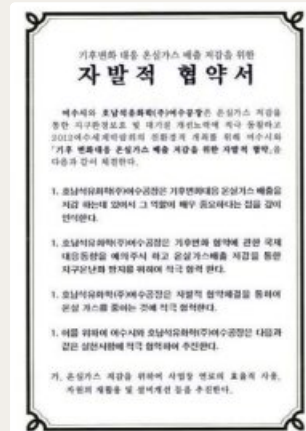 기후변화 대응 온실가스 배출 저감을 위한
자발적 협약서
여수시와 호남석유화학(주)여수공장은 온실가스 저감을
통한 지구환경보호 및 대기질 개선노력에 적극 동참하고
2012여수세계박람회의 친환경적 개최를 위해 여수시와
「기후 변화대응 온실가스 배출 저감을 위한 자발적 협약」을
다음과 같이 체결한다.
1. 호남석유화학(주)여수공장은 기후변화대응 온실가스 배출을
저감 하는데 있어서 그 역할이 매우 중요하다는 점을 깊이
인식한다.
1. 호남석유화학(주)여수공장은 기후변화 협약에 관한 국제
대응동향을 예의주시 하고 온실가스배출 저감을 통한
지구온난화 방지를 위하여 적극 협력 한다.
1. 호남석유화학(주)여수공장은 자발적 협약체결을 통하여
온실 가스를 줄이는 것에 적극 협력한다.
1. 이를 위하여 여수시와 호남석유화학(주)여수공장은 다음과
같은 실천사항에 적극 협력하여 추진한다.
가. 온실가스 저감을 위하여 사업장 연료의 효율적 사용,
자원의 재활용 및 설비개선 등을 추진한다.